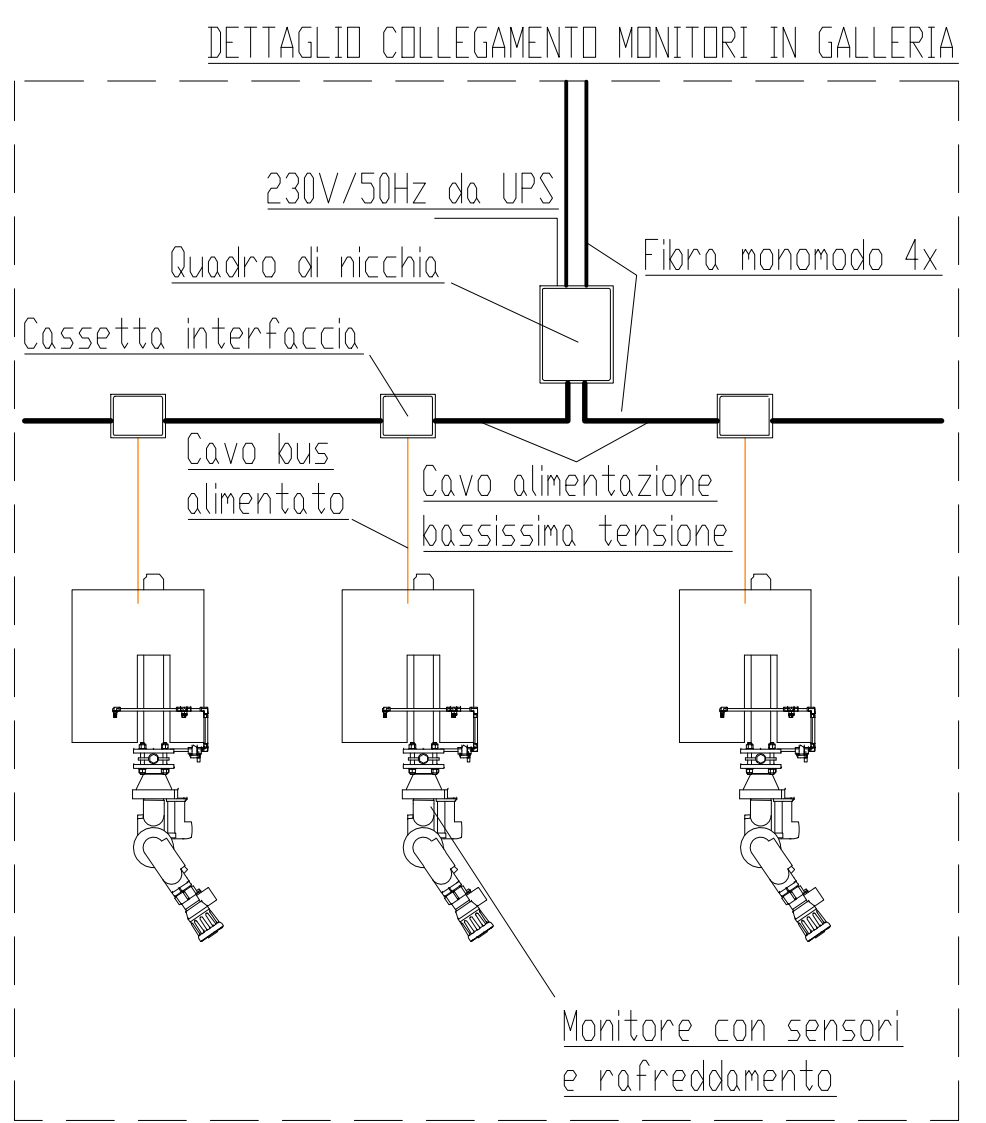 DETTAGLIO COLLEGAMENTO MONITORI IN GALLERIA
230V/50Hz da UPS
Quadro di nicchia
Fibra monomodo 4x
Cassetta interfaccia
Cavo bus
alimentato
Cavo alimentazione
bassissima tensione
Monitore con sensori
e rafreddamento